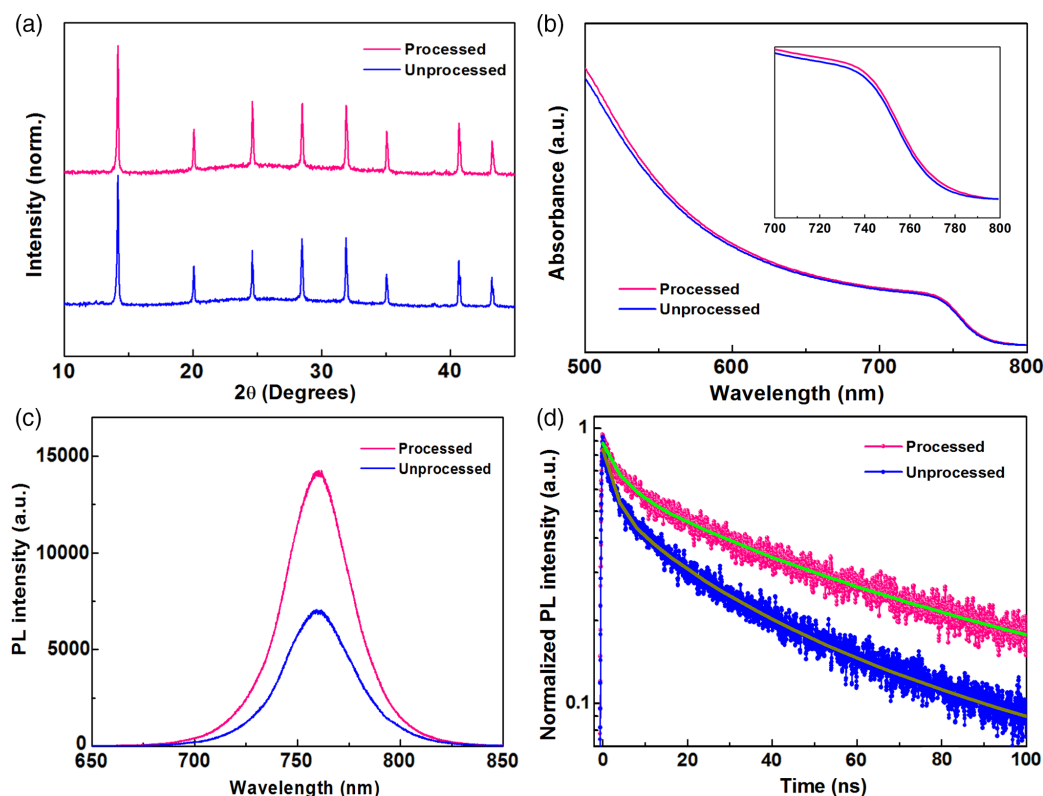 (a)
Processed
Unprocessed
Intensity (norm.)
10 20 30 40
2θ (Degrees)
(b)
700 720 740 760 780 800
Absorbance (a.u.)
Processed
Unprocessed
500 600 700 800
Wavelength (nm)
(c)
Processed
Unprocessed
15000
10000
5000
0
PL intensity (a.u.)
650 700 750 800 850
Wavelength (nm)
(d)
Processed
Unprocessed
1
0.1
Normalized PL intensity (a.u.)
0 20 40 60 80 100
Time (ns)